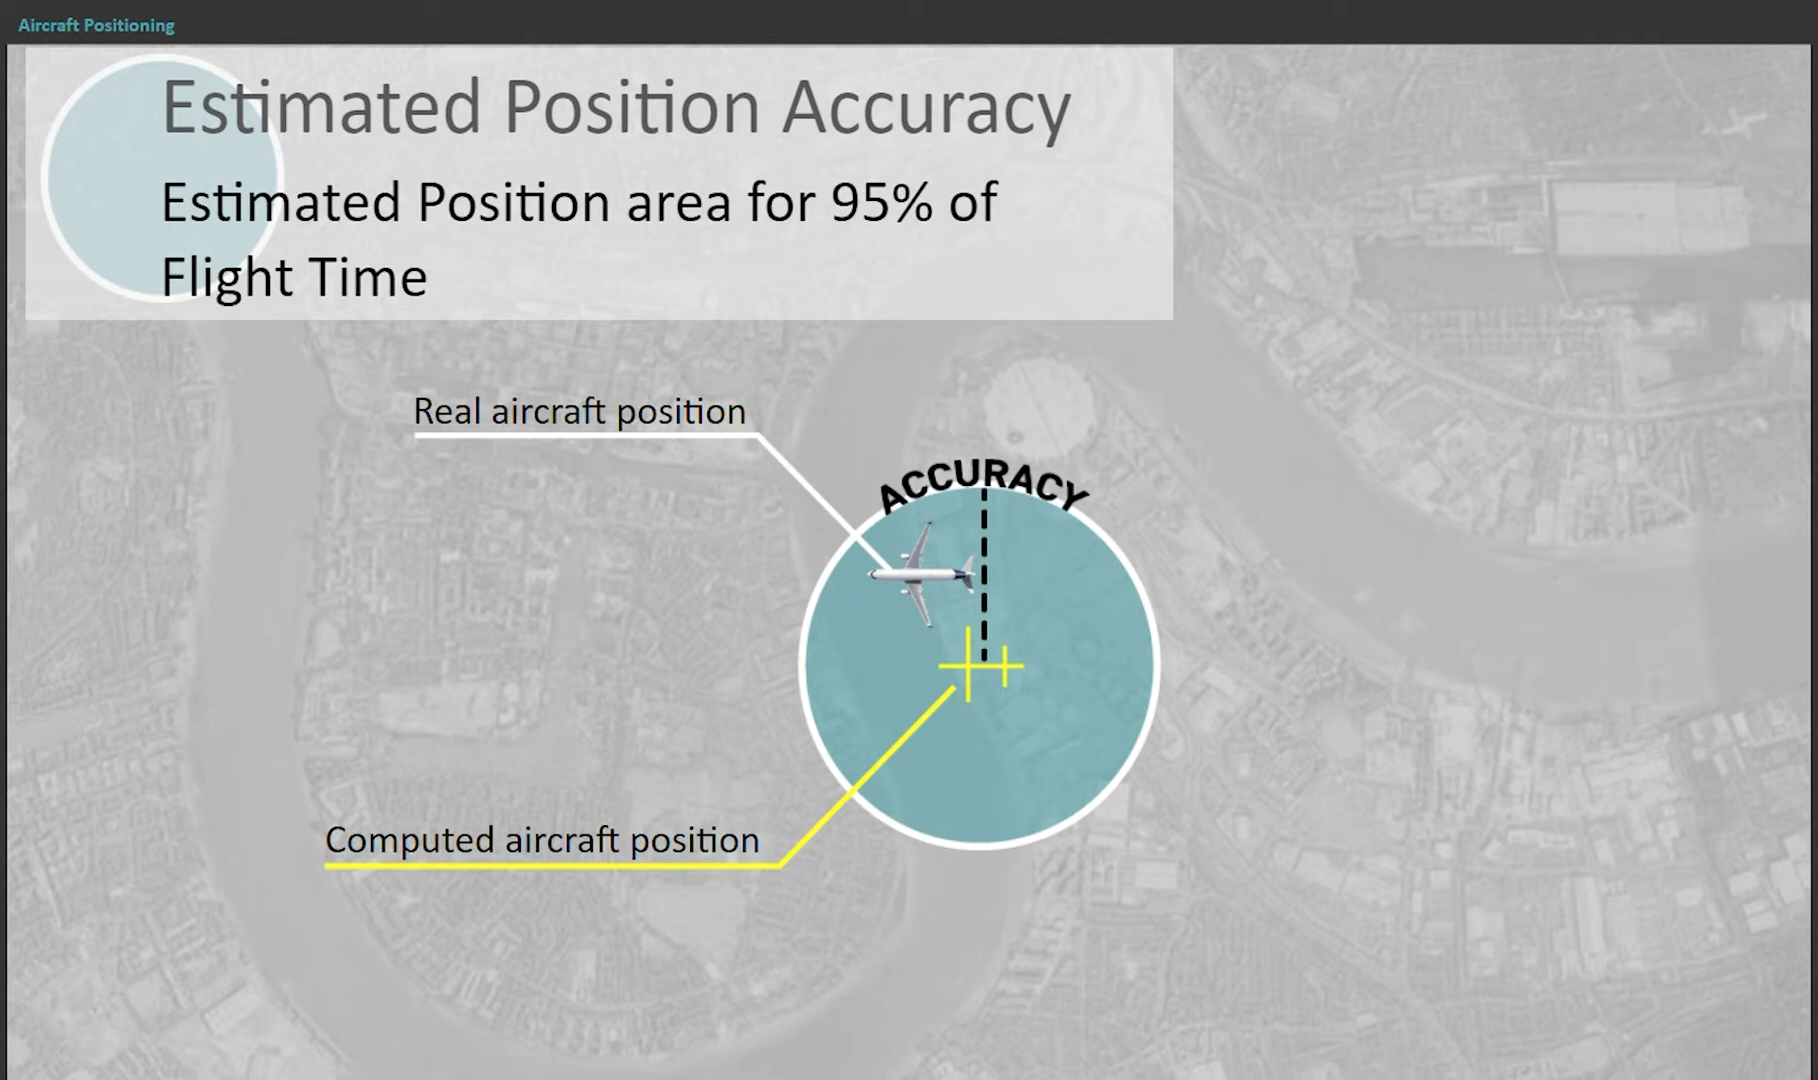 Aircraft Positioning
Estimated Position Accuracy
Estimated Position area for 95% of
Flight Time
Real aircraft position
ACCURACY
Computed aircraft position